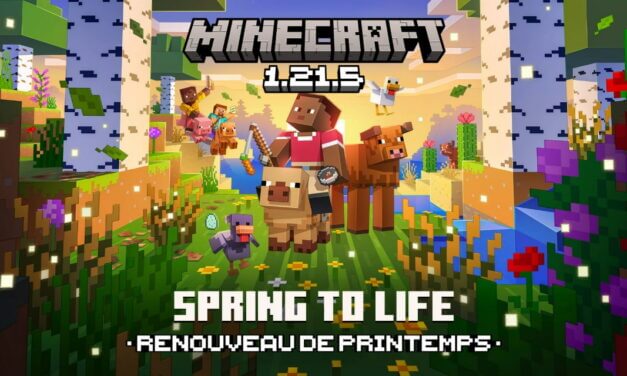 MINECRAFT
1.21.5
SPRING TO LIFE
· RENOUVEAU DE PRINTEMPS ·